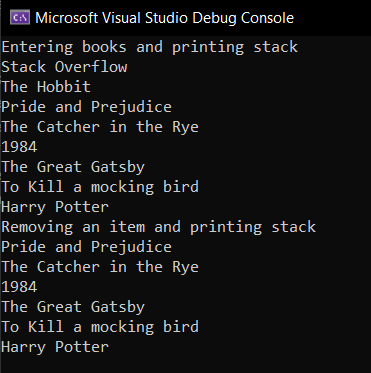 Microsoft Visual Studio Debug Console
Entering books and printing stack
Stack Overflow
The Hobbit
Pride and Prejudice
The Catcher in the Rye
1984
The Great Gatsby
To Kill a mocking bird
Harry Potter
Removing an item and printing stack
Pride and Prejudice
The Catcher in the Rye
1984
The Great Gatsby
To Kill a mocking bird
Harry Potter